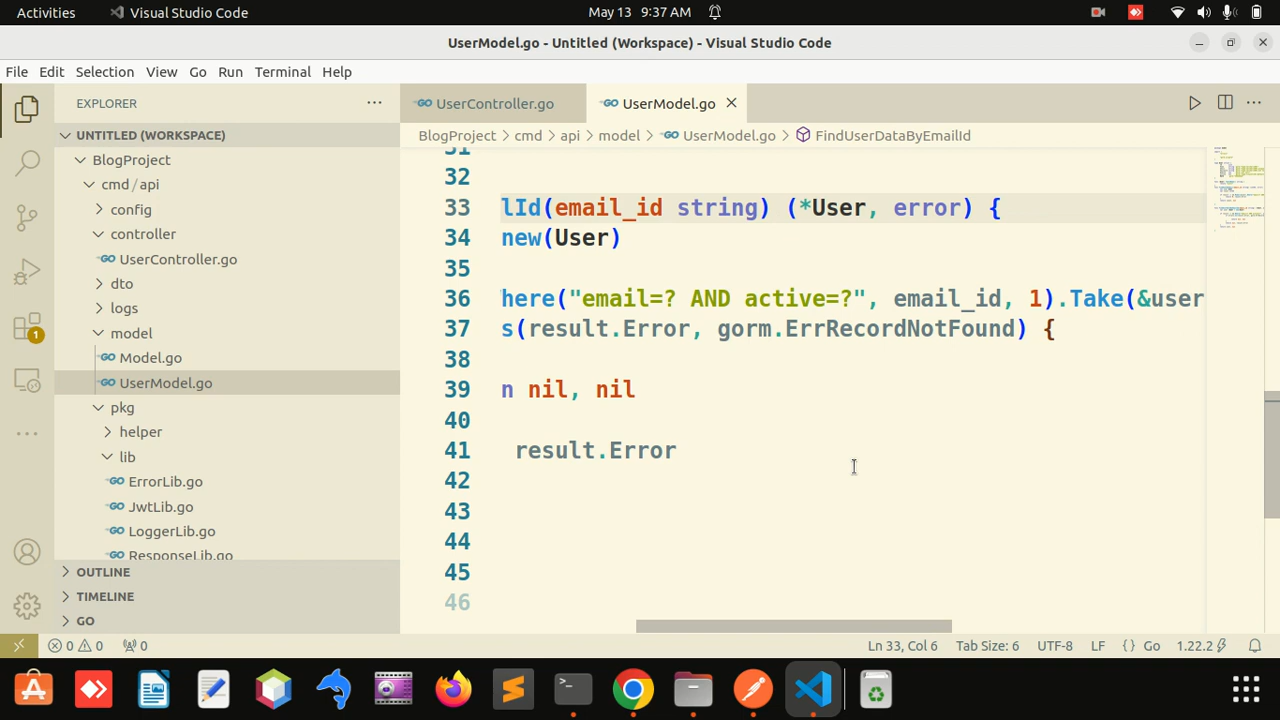 Activities
Visual Studio Code
May 13 9:37 AM
UserModel.go - Untitled (Workspace) - Visual Studio Code
File Edit Selection View Go Run Terminal Help
EXPLORER
UserController.go
UserModel.go
UNTITLED (WORKSPACE)
BlogProject > cmd > api > model > UserModel.go > FindUserDataByEmailId
BlogProject
cmd / api
config
controller
UserController.go
dto
logs
model
Model.go
UserModel.go
pkg
helper
lib
ErrorLib.go
JwtLib.go
LoggerLib.go
ResponseLib.go
OUTLINE
TIMELINE
GO
1
31
32
33 lId(email_id string) (*User, error) {
34 new(User)
35
36 here("email=? AND active=?", email_id, 1).Take(&user
37 s(result.Error, gorm.ErrRecordNotFound) {
38
39 n nil, nil
40
41 result.Error
42
43
44
45
46
0 0 0
Ln 33, Col 6
Tab Size: 6
UTF-8
LF
{ } Go
1.22.2